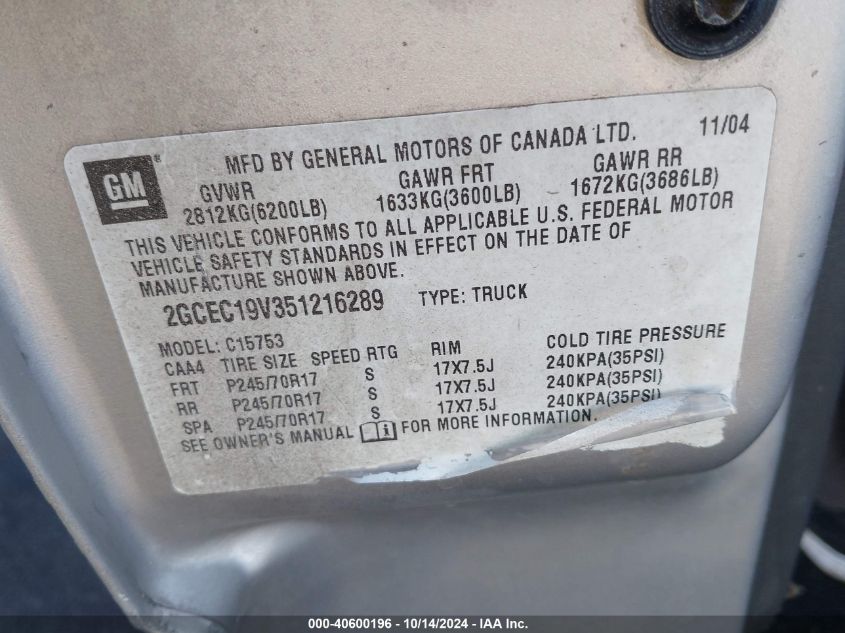 GM ®
MFD BY GENERAL MOTORS OF CANADA LTD. 11/04
GVWR GAWR FRT GAWR RR
2812KG(6200LB) 1633KG(3600LB) 1672KG(3686LB)
THIS VEHICLE CONFORMS TO ALL APPLICABLE U.S. FEDERAL MOTOR
VEHICLE SAFETY STANDARDS IN EFFECT ON THE DATE OF
MANUFACTURE SHOWN ABOVE.
2GCEC19V351216289 TYPE: TRUCK
MODEL: C15753
CAA4 TIRE SIZE SPEED RTG RIM COLD TIRE PRESSURE
FRT P245/70R17 S 17X7.5J 240KPA(35PSI)
RR P245/70R17 S 17X7.5J 240KPA(35PSI)
SPA P245/70R17 S 17X7.5J 240KPA(35PSI)
SEE OWNER'S MANUAL i FOR MORE INFORMATION.
000-40600196 - 10/14/2024 - IAA Inc.